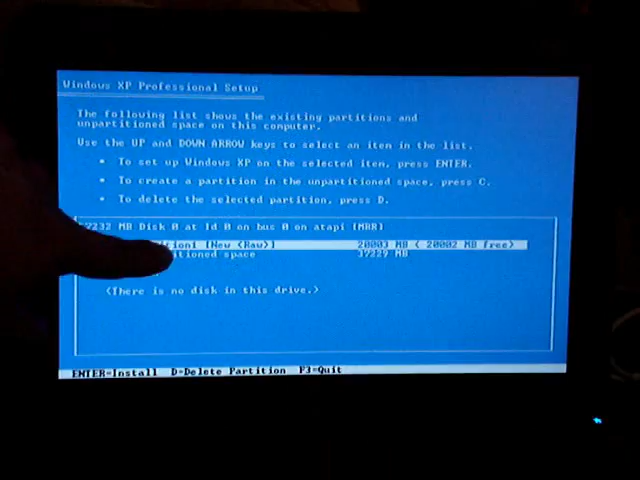 Windows XP Professional Setup
The following list shows the existing partitions and
unpartitioned space on this computer.
Use the UP and DOWN ARROW keys to select an item in the list.
• To set up Windows XP on the selected item, press ENTER.
• To create a partition in the unpartitioned space, press C.
• To delete the selected partition, press D.
7232 MB Disk 0 at Id 0 on bus 0 on atapi [MBR]
ition1 [New (Raw)] 20003 MB ( 20002 MB free)
itioned space 37229 MB
(There is no disk in this drive.)
ENTER=Install D=Delete Partition F3=Quit